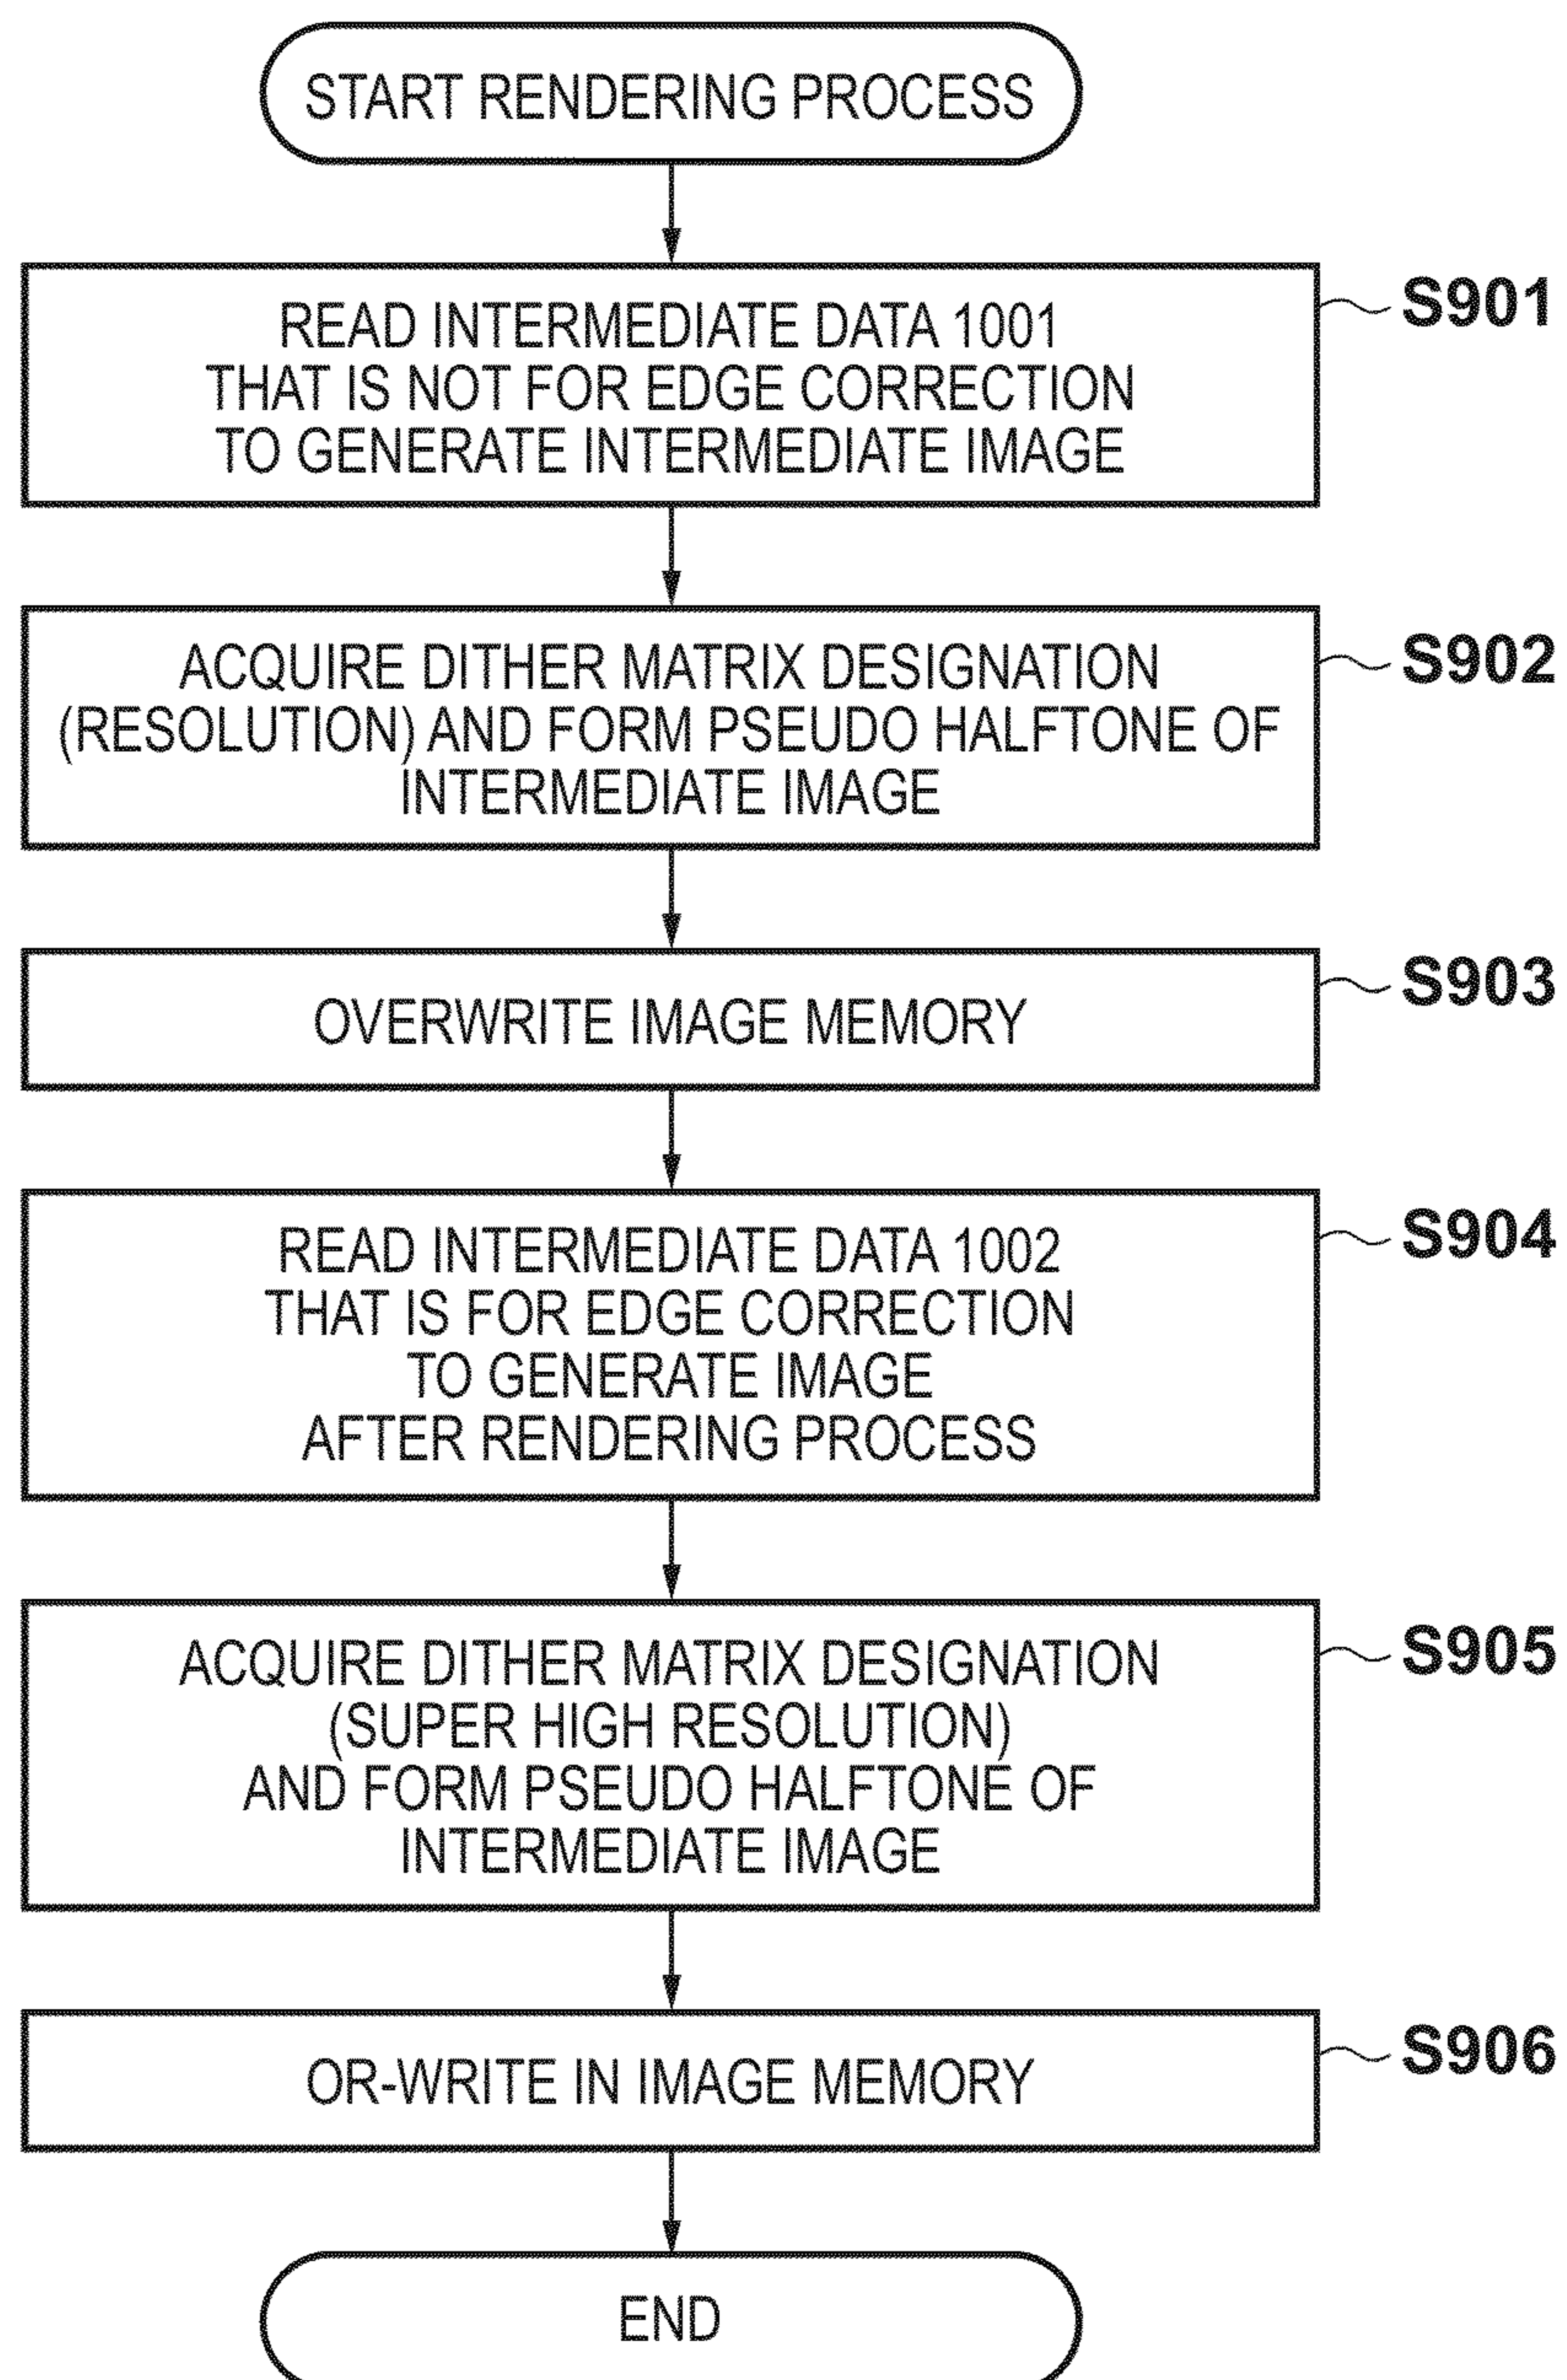 START RENDERING PROCESS
READ INTERMEDIATE DATA 1001
THAT IS NOT FOR EDGE CORRECTION
TO GENERATE INTERMEDIATE IMAGE
S901
ACQUIRE DITHER MATRIX DESIGNATION
(RESOLUTION) AND FORM PSEUDO HALFTONE OF
INTERMEDIATE IMAGE
S902
OVERWRITE IMAGE MEMORY
S903
READ INTERMEDIATE DATA 1002
THAT IS FOR EDGE CORRECTION
TO GENERATE IMAGE
AFTER RENDERING PROCESS
S904
ACQUIRE DITHER MATRIX DESIGNATION
(SUPER HIGH RESOLUTION)
AND FORM PSEUDO HALFTONE OF
INTERMEDIATE IMAGE
S905
OR-WRITE IN IMAGE MEMORY
S906
END